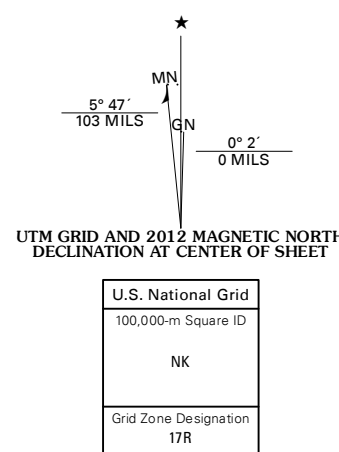 ★
MN
5° 47´
103 MILS
GN
0° 2´
0 MILS
UTM GRID AND 2012 MAGNETIC NORTH
DECLINATION AT CENTER OF SHEET
U.S. National Grid
100,000-m Square ID
NK
Grid Zone Designation
17R